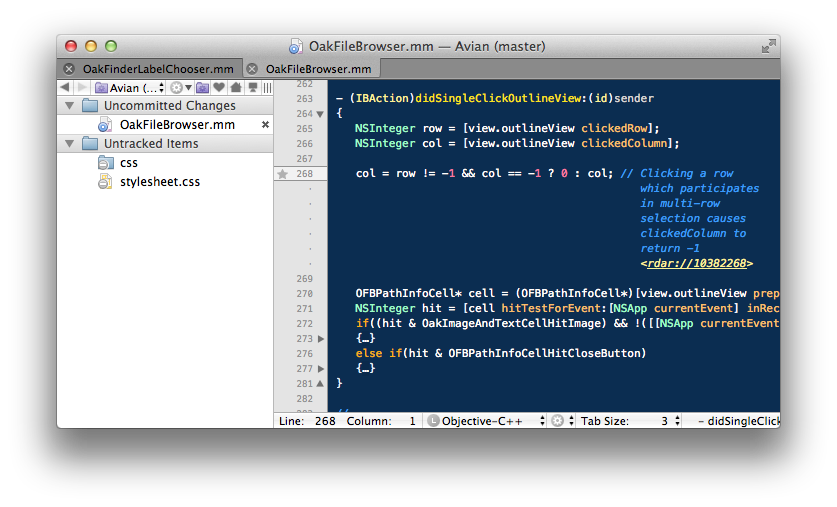 OakFileBrowser.mm — Avian (master)
OakFinderLabelChooser.mm
OakFileBrowser.mm
Avian (...
Uncommitted Changes
OakFileBrowser.mm
Untracked Items
css
stylesheet.css
262
263 – (IBAction)didSingleClickOutlineView:(id)sender
264 {
265 NSInteger row = [view.outlineView clickedRow];
266 NSInteger col = [view.outlineView clickedColumn];
267
268 col = row != -1 && col == -1 ? 0 : col; // Clicking a row
· which participates
· in multi-row
· selection causes
· clickedColumn to
· return -1
· <rdar://10382268>
269
270 OFBPathInfoCell* cell = (OFBPathInfoCell*)[view.outlineView prep
271 NSInteger hit = [cell hitTestForEvent:[NSApp currentEvent] inRec
272 if((hit & OakImageAndTextCellHitImage) && !([[NSApp currentEvent
273 {…}
276 else if(hit & OFBPathInfoCellHitCloseButton)
277 {…}
281 }
282
//
Line: 268 Column: 1 L Objective-C++ Tab Size: 3 – didSingleClick